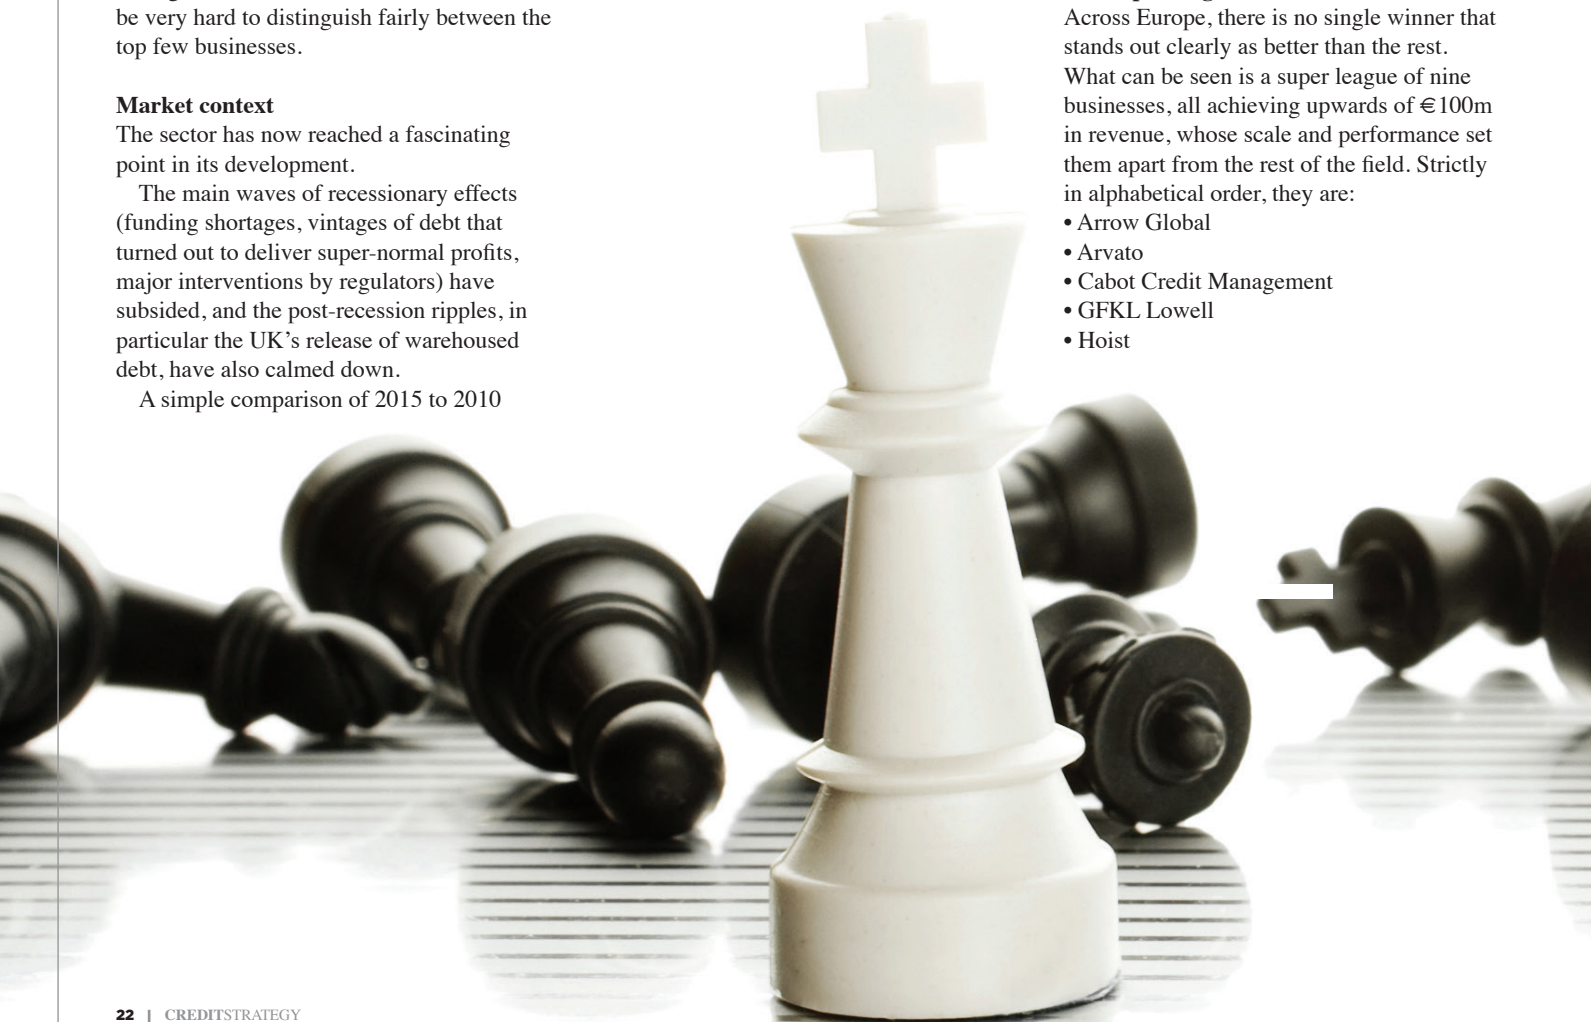 be very hard to distinguish fairly between the
top few businesses.
Market context
The sector has now reached a fascinating
point in its development.
The main waves of recessionary effects
(funding shortages, vintages of debt that
turned out to deliver super-normal profits,
major interventions by regulators) have
subsided, and the post-recession ripples, in
particular the UK’s release of warehoused
debt, have also calmed down.
A simple comparison of 2015 to 2010
Across Europe, there is no single winner that
stands out clearly as better than the rest.
What can be seen is a super league of nine
businesses, all achieving upwards of €100m
in revenue, whose scale and performance set
them apart from the rest of the field. Strictly
in alphabetical order, they are:
• Arrow Global
• Arvato
• Cabot Credit Management
• GFKL Lowell
• Hoist
22 | CREDITSTRATEGY